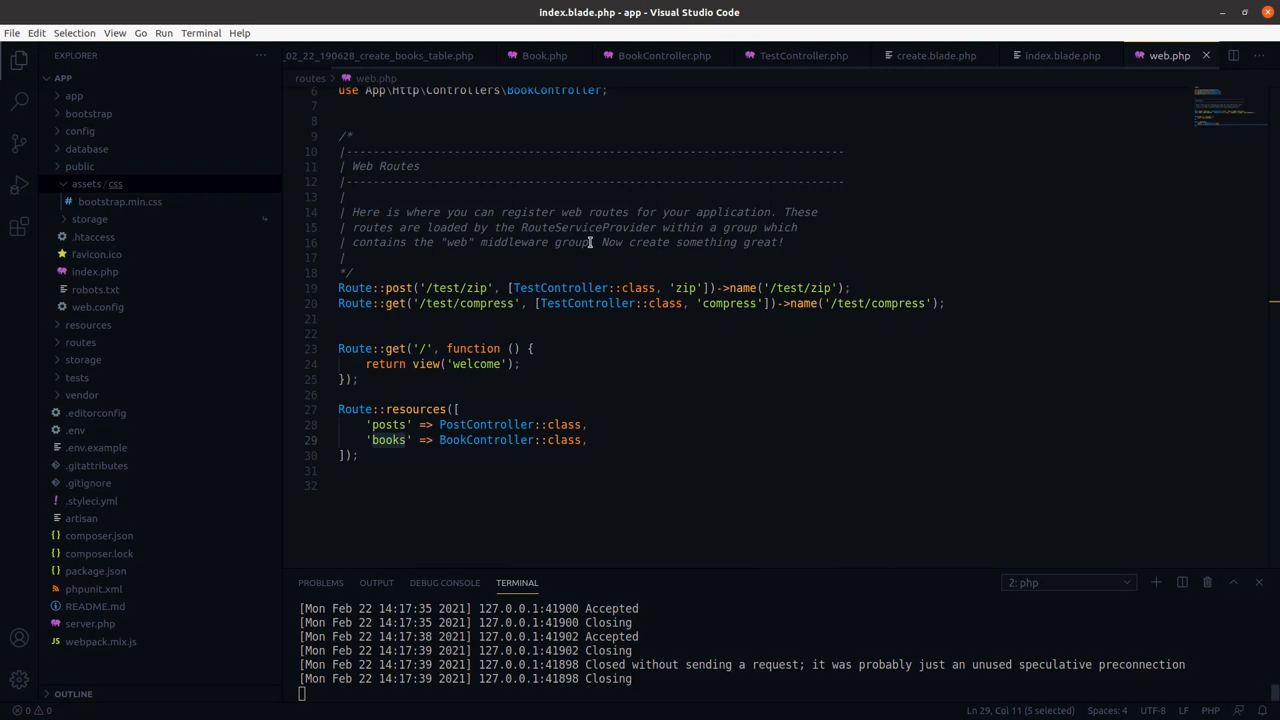 index.blade.php - app - Visual Studio Code
File Edit Selection View Go Run Terminal Help
EXPLORER
APP
app
bootstrap
config
database
public
assets / css
bootstrap.min.css
storage
.htaccess
favicon.ico
index.php
robots.txt
web.config
resources
routes
storage
tests
vendor
.editorconfig
.env
.env.example
.gitattributes
.gitignore
.styleci.yml
artisan
composer.json
composer.lock
package.json
phpunit.xml
README.md
server.php
webpack.mix.js
OUTLINE
_02_22_190628_create_books_table.php Book.php BookController.php TestController.php create.blade.php index.blade.php web.php
routes > web.php
6 use App\Http\Controllers\BookController;
7
8
9 /*
10 |--------------------------------------------------------------------------
11 | Web Routes
12 |--------------------------------------------------------------------------
13 |
14 | Here is where you can register web routes for your application. These
15 | routes are loaded by the RouteServiceProvider within a group which
16 | contains the "web" middleware group. Now create something great!
17 |
18 */
19 Route::post('/test/zip', [TestController::class, 'zip'])->name('/test/zip');
20 Route::get('/test/compress', [TestController::class, 'compress'])->name('/test/compress');
21
22
23 Route::get('/', function () {
24 return view('welcome');
25 });
26
27 Route::resources([
28 'posts' => PostController::class,
29 'books' => BookController::class,
30 ]);
31
32
PROBLEMS OUTPUT DEBUG CONSOLE TERMINAL 2: php
[Mon Feb 22 14:17:35 2021] 127.0.0.1:41900 Accepted
[Mon Feb 22 14:17:35 2021] 127.0.0.1:41900 Closing
[Mon Feb 22 14:17:38 2021] 127.0.0.1:41902 Accepted
[Mon Feb 22 14:17:39 2021] 127.0.0.1:41902 Closing
[Mon Feb 22 14:17:39 2021] 127.0.0.1:41898 Closed without sending a request; it was probably just an unused speculative preconnection
[Mon Feb 22 14:17:39 2021] 127.0.0.1:41898 Closing
0 0 Ln 29, Col 11 (5 selected) Spaces: 4 UTF-8 LF PHP